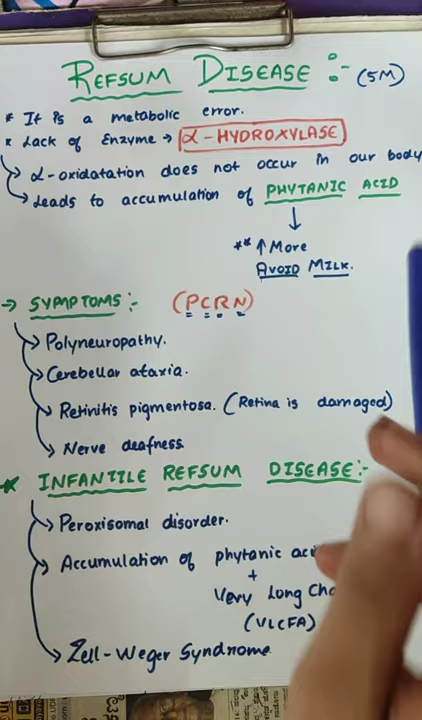 REFSUM DISEASE :- (5M)
* It is a metabolic error.
* Lack of Enzyme → α-HYDROXYLASE
α-oxidatation does not occur in our body
Leads to accumulation of PHYTANIC ACID
** ↑ More
AVOID MILK.
→ SYMPTOMS :- (PCRN)
Polyneuropathy.
Cerebellar ataxia.
Retinitis pigmentosa. (Retina is damaged)
Nerve deafness
* INFANTILE REFSUM DISEASE :-
Peroxisomal disorder.
Accumulation of phytanic aci
+
Very Long Cha
(VLCFA)
Zell-Weger Syndrome.